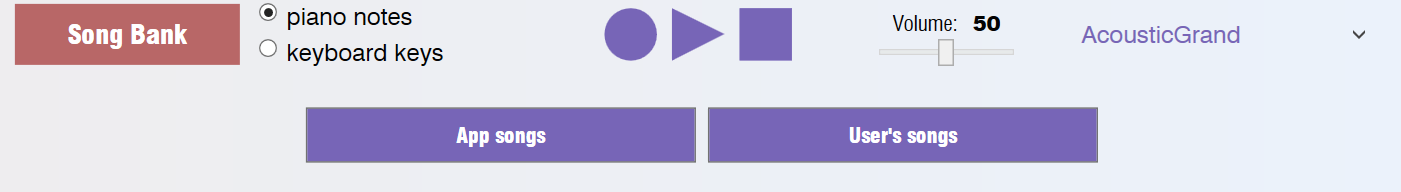 Song Bank
piano notes
keyboard keys
Volume: 50
AcousticGrand
App songs
User's songs